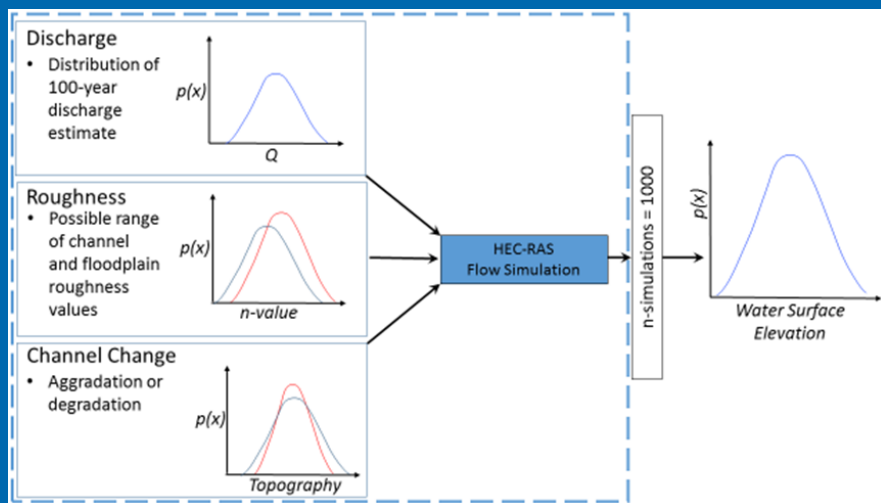 Discharge
• Distribution of
100-year
discharge
estimate
p(x)
Q
Roughness
• Possible range
of channel
and floodplain
roughness
values
p(x)
n-value
Channel Change
• Aggradation or
degradation
p(x)
Topography
HEC-RAS
Flow Simulation
n-simulations = 1000
p(x)
Water Surface
Elevation